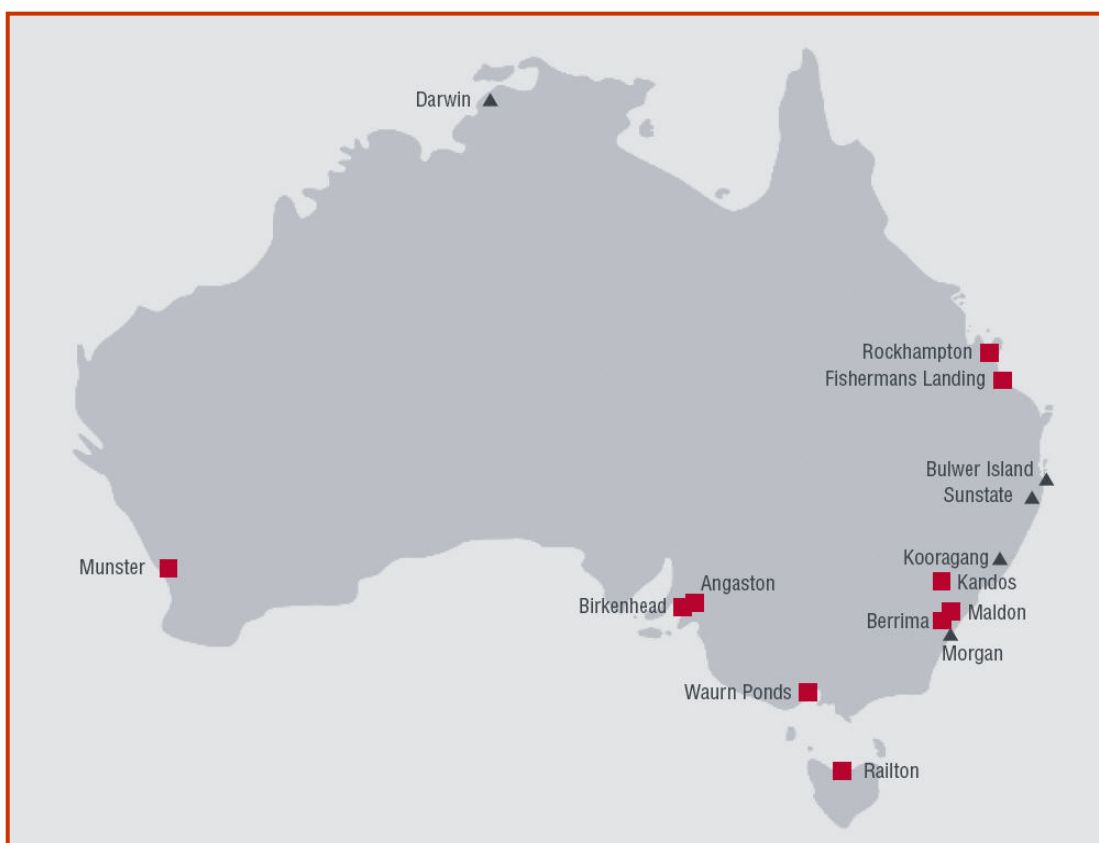 Darwin
Rockhampton
Fishermans Landing
Bulwer Island
Sunstate
Kooragang
Munster
Kandos
Angaston
Birkenhead
Maldon
Berrima
Morgan
Waurn Ponds
Railton